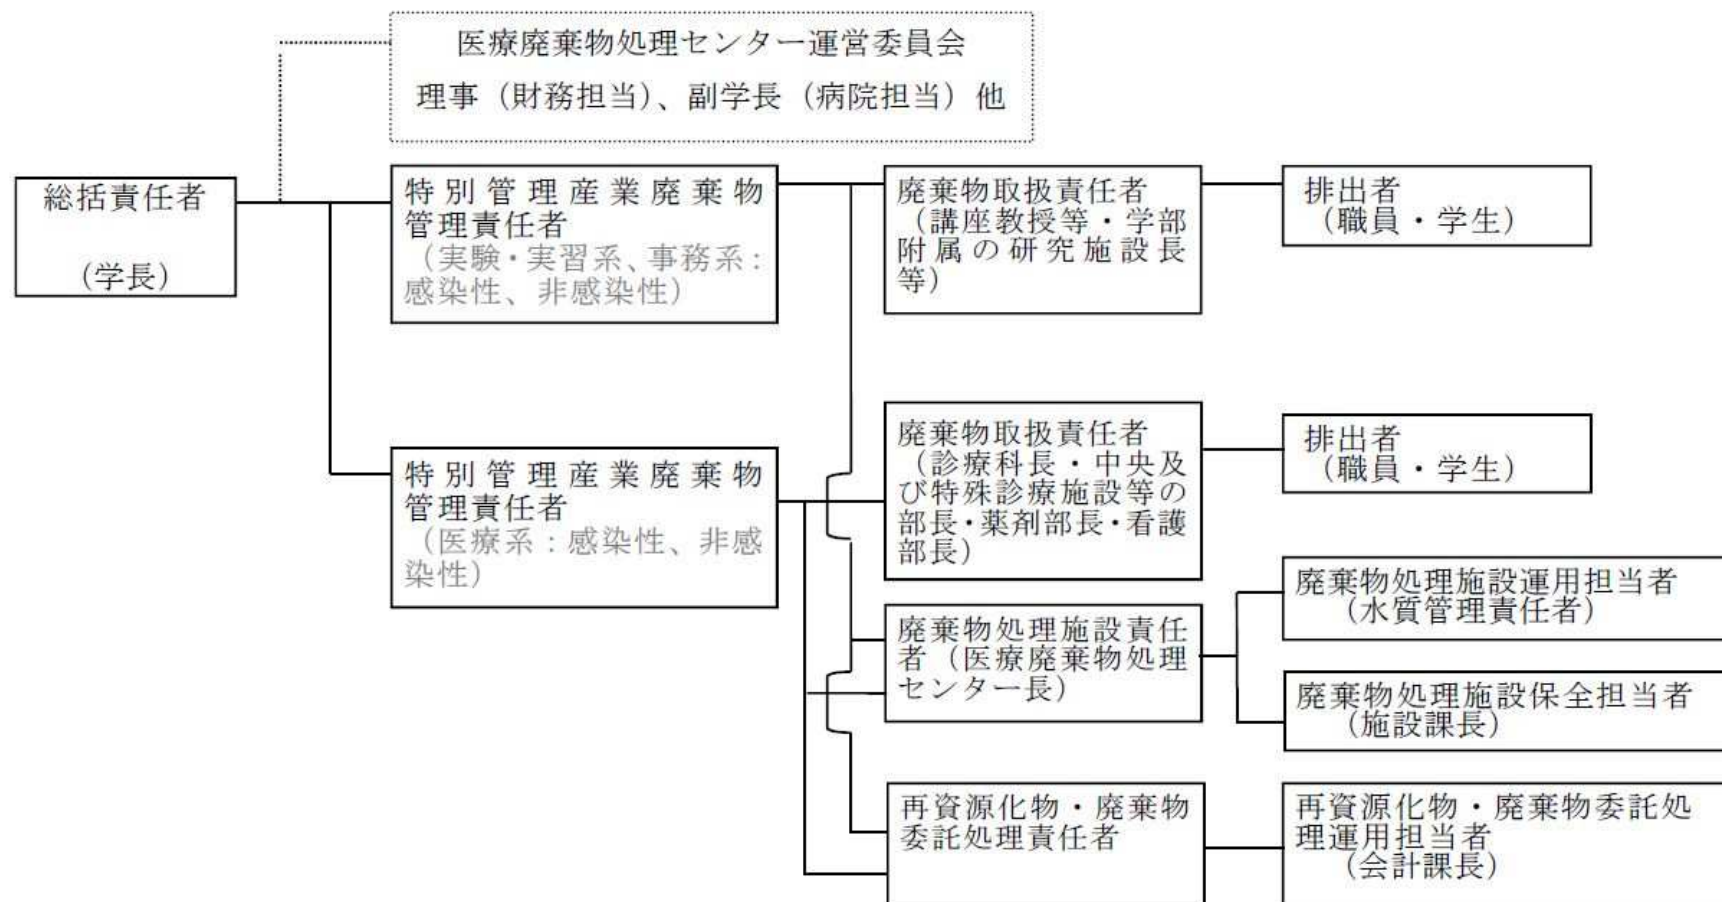 医療廃棄物処理センター運営委員会
理事（財務担当）、副学長（病院担当）他
総括責任者
（学長）
特別管理産業廃棄物
管理責任者
（実験・実習系、事務系：
感染性、非感染性）
廃棄物取扱責任者
（講座教授等・学部
附属の研究施設長
等）
排出者
（職員・学生）
特別管理産業廃棄物
管理責任者
（医療系：感染性、非感
染性）
廃棄物取扱責任者
（診療科長・中央及
び特殊診療施設等の
部長・薬剤部長・看護
部長）
排出者
（職員・学生）
廃棄物処理施設責任
者（医療廃棄物処理
センター長）
廃棄物処理施設運用担当者
（水質管理責任者）
廃棄物処理施設保全担当者
（施設課長）
再資源化物・廃棄物
委託処理責任者
再資源化物・廃棄物委託処
理運用担当者
（会計課長）